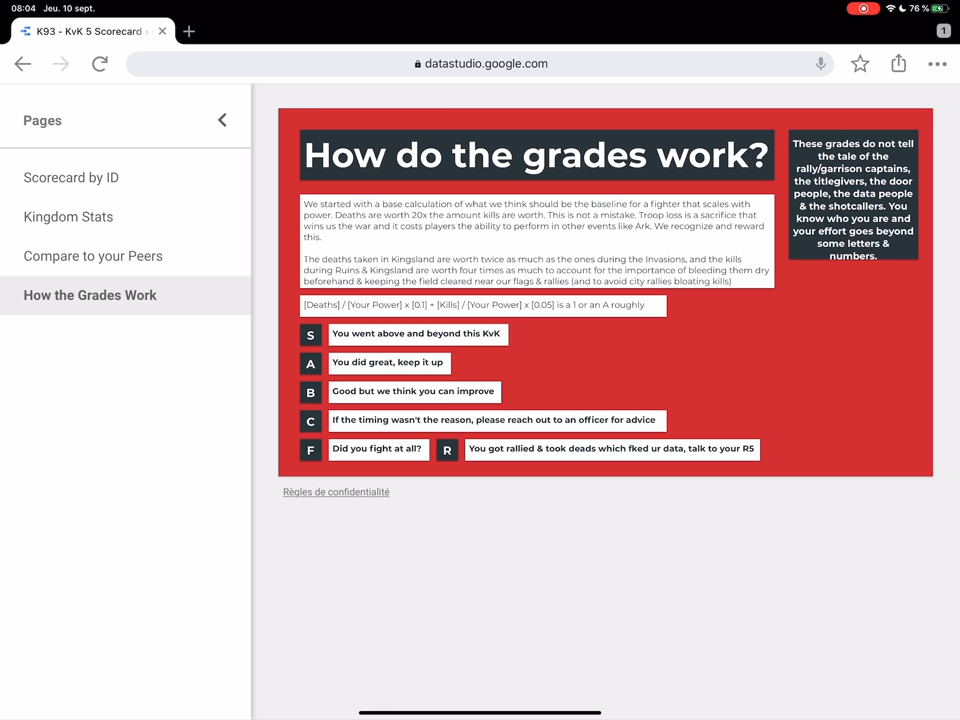 08:04 Jeu. 10 sept.
76 %
K93 - KvK 5 Scorecard
1
datastudio.google.com
Pages
Scorecard by ID
Kingdom Stats
Compare to your Peers
How the Grades Work
How do the grades work?
We started with a base calculation of what we think should be the baseline for a fighter that scales with
power. Deaths are worth 20x the amount kills are worth. This is not a mistake. Troop loss is a sacrifice that
wins us the war and it costs players the ability to perform in other events like Ark. We recognize and reward
this.
The deaths taken in Kingsland are worth twice as much as the ones during the Invasions, and the kills
during Ruins & Kingsland are worth four times as much to account for the importance of bleeding them dry
beforehand & keeping the field cleared near our flags & rallies (and to avoid city rallies bloating kills)
[Deaths] / [Your Power] x [0.1] + [Kills] / [Your Power] x [0.05] is a 1 or an A roughly
S You went above and beyond this KvK
A You did great, keep it up
B Good but we think you can improve
C If the timing wasn't the reason, please reach out to an officer for advice
F Did you fight at all? R You got rallied & took deads which fked ur data, talk to your R5
These grades do not tell
the tale of the
rally/garrison captains,
the titlegivers, the door
people, the data people
& the shotcallers. You
know who you are and
your effort goes beyond
some letters &
numbers.
Règles de confidentialité